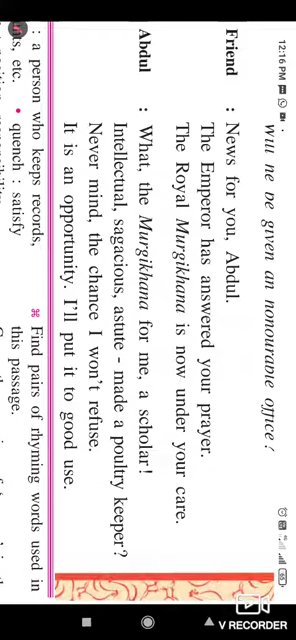 12:16 PM
65
Will he be given an honourable office?
Friend : News for you, Abdul.
The Emperor has answered your prayer.
The Royal Murgikhana is now under your care.
Abdul : What, the Murgikhana for me, a scholar!
Intellectual, sagacious, astute - made a poultry keeper?
Never mind, the chance I won't refuse.
It is an opportunity. I'll put it to good use.
: a person who keeps records,
etc. • quench : satisfy
⌘ Find pairs of rhyming words used in
this passage.
V RECORDER